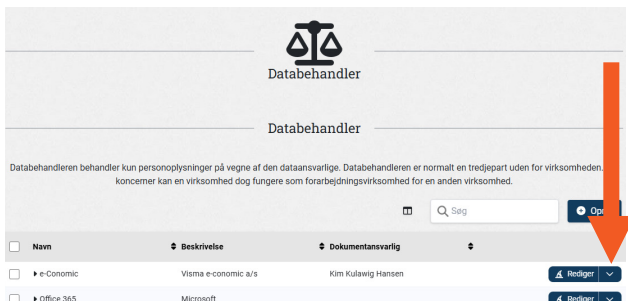 Databehandler
Databehandler
Databehandleren behandler kun personoplysninger på vegne af den dataansvarlige. Databehandleren er normalt en tredjepart uden for virksomheden.
koncerner kan en virksomhed dog fungere som forarbejdningsvirksomhed for en anden virksomhed.
Søg
Navn Beskrivelse Dokumentansvarlig
e-Conomic Visma e-conomic a/s Kim Kulawig Hansen Rediger
Office 365 Microsoft Rediger